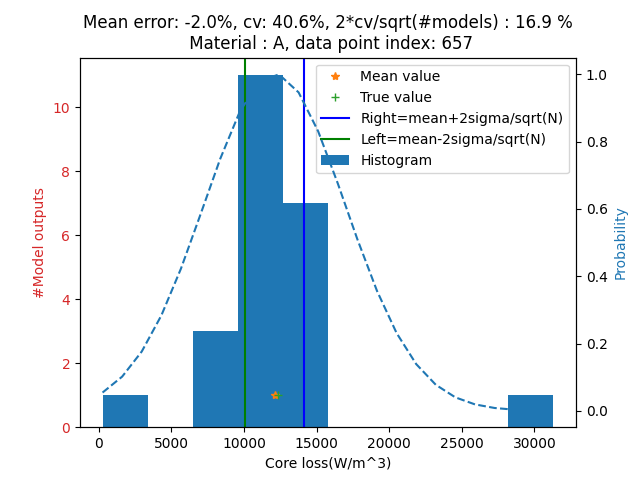 Mean error: -2.0%, cv: 40.6%, 2*cv/sqrt(#models) : 16.9 %
Material : A, data point index: 657
Mean value
True value
Right=mean+2sigma/sqrt(N)
Left=mean-2sigma/sqrt(N)
Histogram
#Model outputs
10
8
6
4
2
0
1.0
0.8
0.6
0.4
0.2
0.0
Probability
0 5000 10000 15000 20000 25000 30000
Core loss(W/m^3)